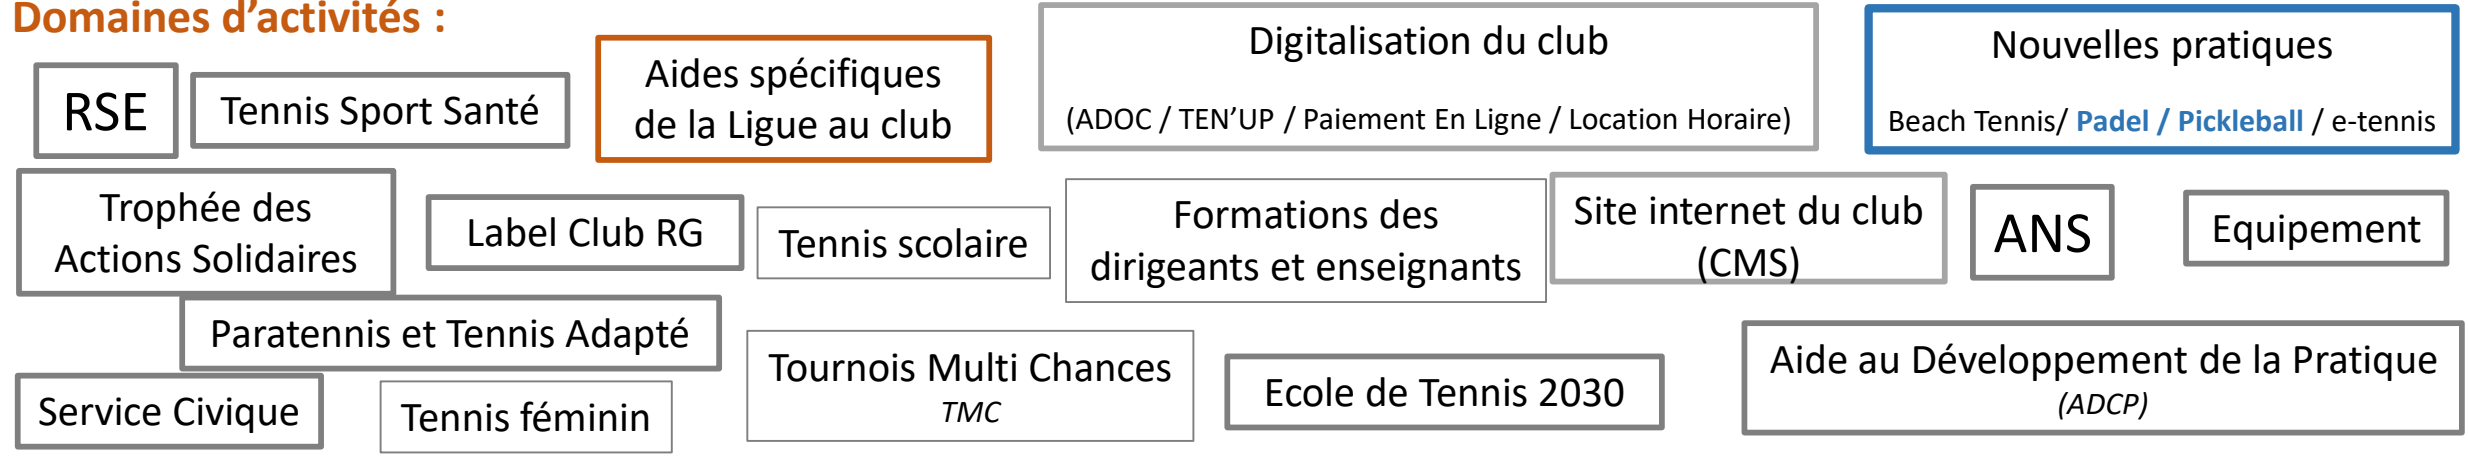 Domaines d’activités :
RSE
Tennis Sport Santé
Aides spécifiques
de la Ligue au club
Digitalisation du club
(ADOC / TEN’UP / Paiement En Ligne / Location Horaire)
Nouvelles pratiques
Beach Tennis/ Padel / Pickleball / e-tennis
Trophée des
Actions Solidaires
Label Club RG
Tennis scolaire
Formations des
dirigeants et enseignants
Site internet du club
(CMS)
ANS
Equipement
Paratennis et Tennis Adapté
Service Civique
Tennis féminin
Tournois Multi Chances
TMC
Ecole de Tennis 2030
Aide au Développement de la Pratique
(ADCP)